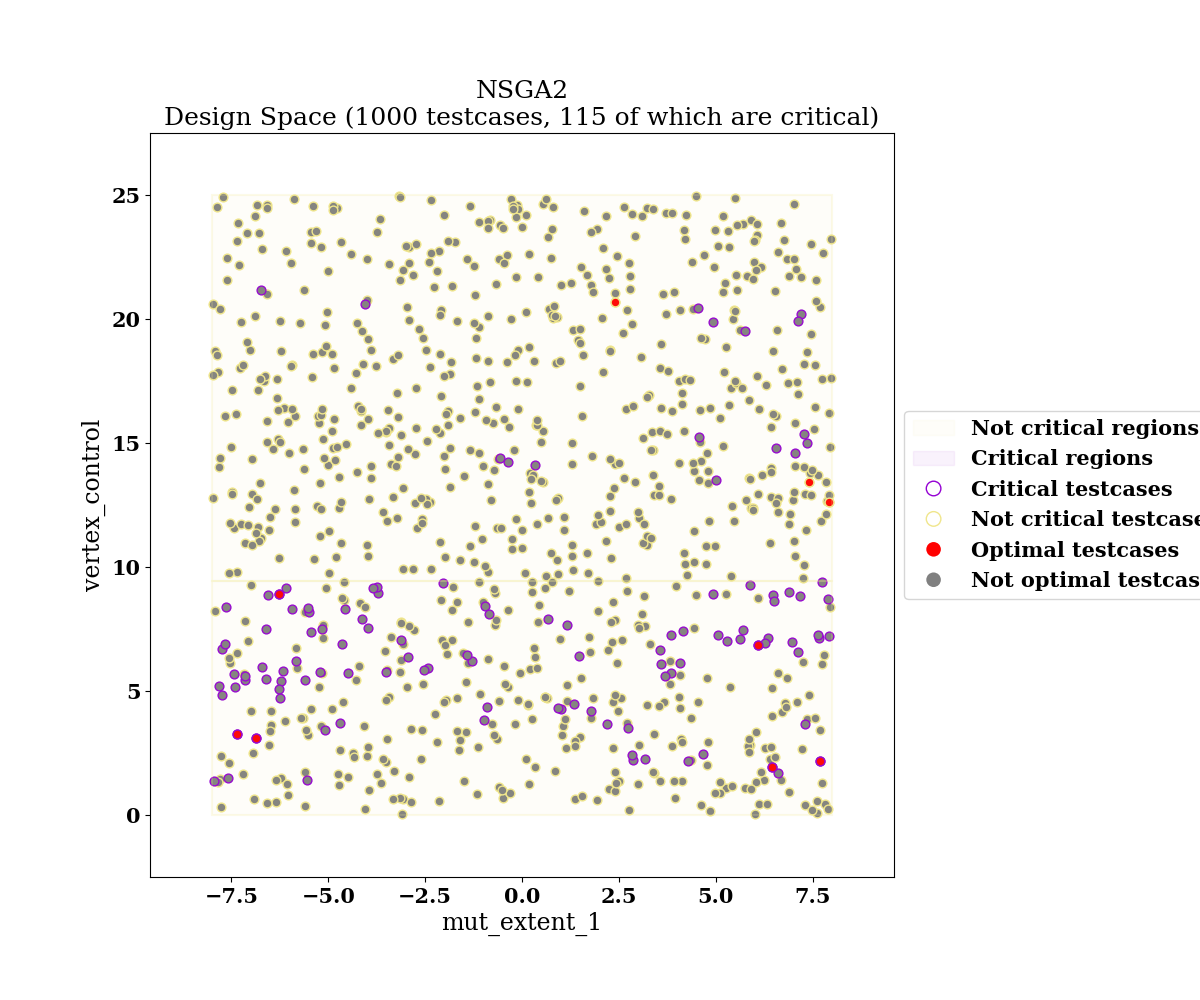 NSGA2
Design Space (1000 testcases, 115 of which are critical)
25
20
15
10
5
0
vertex_control
−7.5 −5.0 −2.5 0.0 2.5 5.0 7.5
mut_extent_1
Not critical regions
Critical regions
Critical testcases
Not critical testcase
Optimal testcases
Not optimal testcas